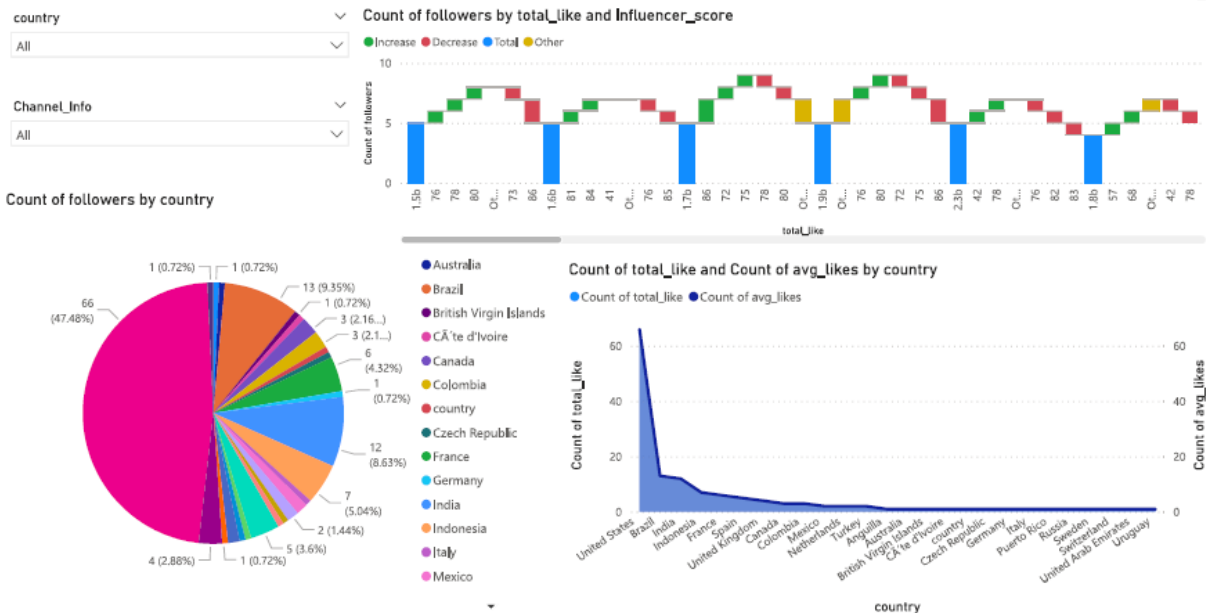 country
All
Channel_Info
All
Count of followers by total_like and Influencer_score
Increase Decrease Total Other
Count of followers
10
5
0
1.5b 76 78 80 Ot... 73 86 1.6b 81 84 41 Ot... 76 85 1.7b 86 72 75 78 80 Ot... 1.9b Ot... 76 80 72 75 86 2.3b 42 78 Ot... 76 82 83 1.8b 57 68 Ot... 42 78
total_like
Count of followers by country
1 (0.72%)
1 (0.72%)
13 (9.35%)
1 (0.72%)
3 (2.16...)
3 (2.1...)
6
(4.32%)
1
(0.72%)
12
(8.63%)
7
(5.04%)
2 (1.44%)
5 (3.6%)
1 (0.72%)
4 (2.88%)
66
(47.48%)
Australia
Brazil
British Virgin Islands
CÃ´te d'Ivoire
Canada
Colombia
country
Czech Republic
France
Germany
India
Indonesia
Italy
Mexico
Count of total_like and Count of avg_likes by country
Count of total_like Count of avg_likes
Count of total_like
60
40
20
0
Count of avg_likes
60
40
20
0
United States
Brazil
India
Indonesia
France
Spain
United Kingdom
Canada
Colombia
Mexico
Netherlands
Turkey
Anguilla
Australia
British Virgin Islands
CÃ´te d'Ivoire
country
Czech Republic
Germany
Italy
Puerto Rico
Russia
Sweden
Switzerland
United Arab Emirates
Uruguay
country